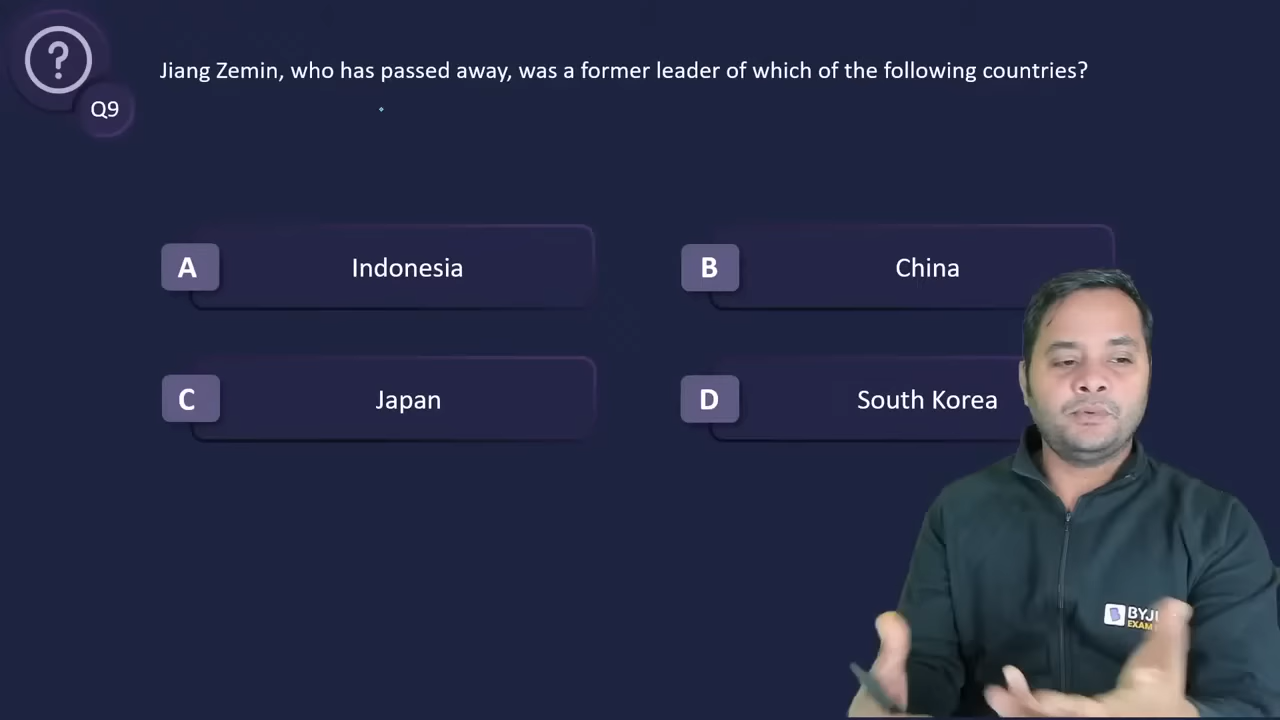 Q9
Jiang Zemin, who has passed away, was a former leader of which of the following countries?
A Indonesia
B China
C Japan
D South Korea